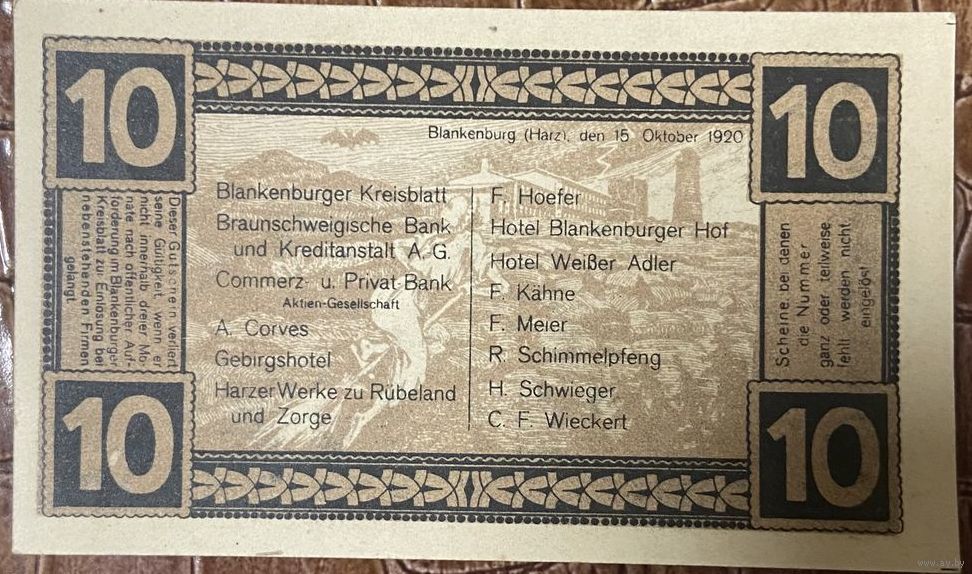 10
10
Blankenburg (Harz), den 15. Oktober 1920
Blankenburger Kreisblatt
Braunschweigische Bank
und Kreditanstalt A.-G.
Commerz- u. Privat Bank
Aktien-Gesellschaft
A. Corves
Gebirgshotel
Harzer Werke zu Rübeland
und Zorge
F. Hoefer
Hotel Blankenburger Hof
Hotel Weißer Adler
F. Kähne
F. Meier
R. Schimmelpfeng
H. Schwieger
C. F. Wieckert
Dieser Gutschein verliert
seine Gültigkeit, wenn er
nicht innerhalb dreier Mo-
nate nach öffentlicher Auf-
forderung im Blankenburger
Kreisblatt zur Einlösung bei
nebenstehenden Firmen
gelangt
Scheine bei denen
die Nummer
ganz oder teilweise
fehlt werden nicht
eingelöst
10
10
www.ay.by